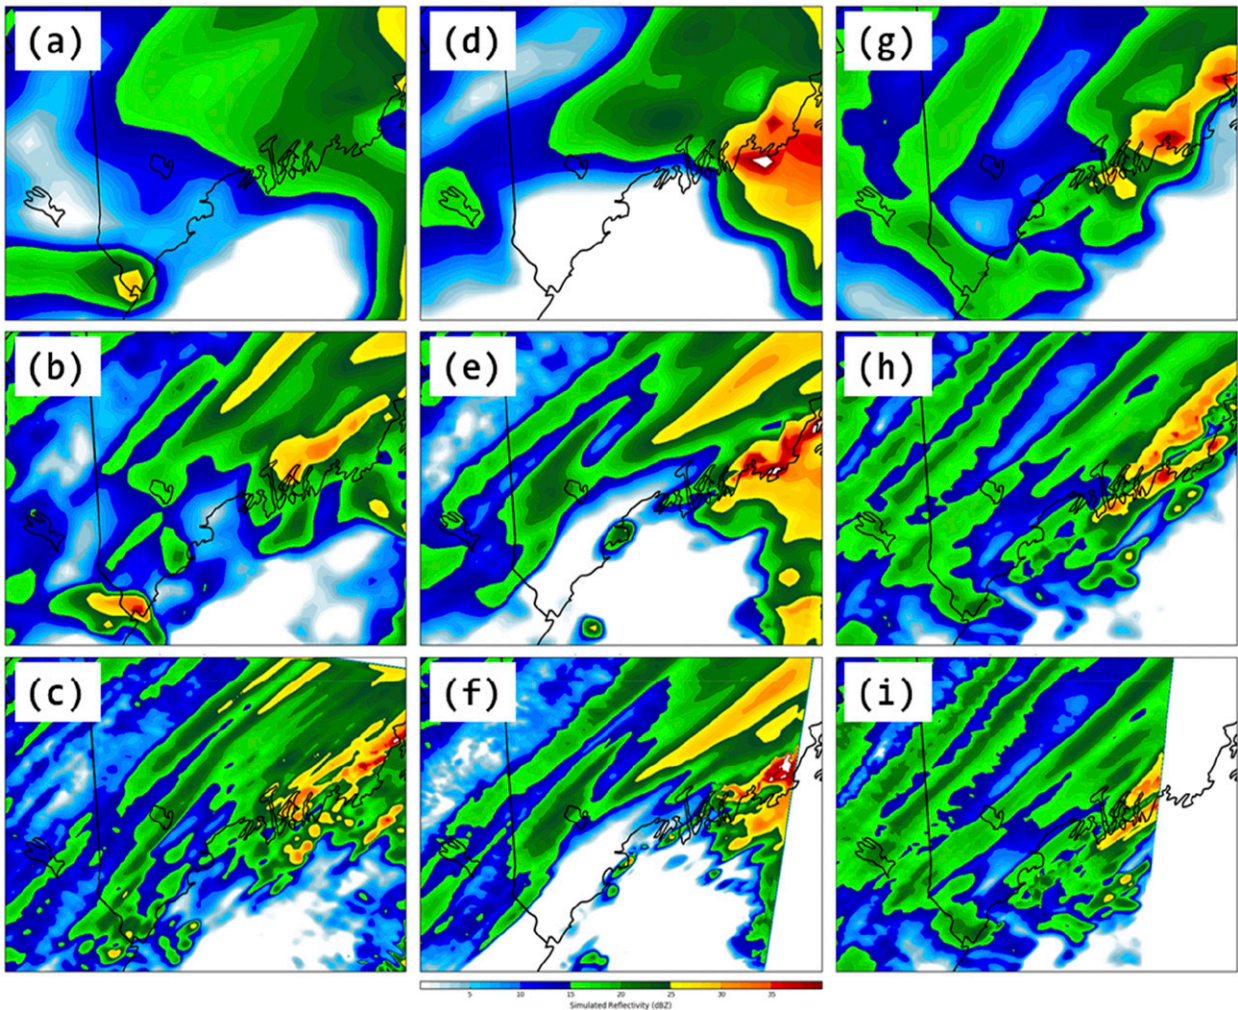 (a)
(d)
(g)
(b)
(e)
(h)
(c)
(f)
(i)
5 10 15 20 25 30 35
Simulated Reflectivity (dBZ)